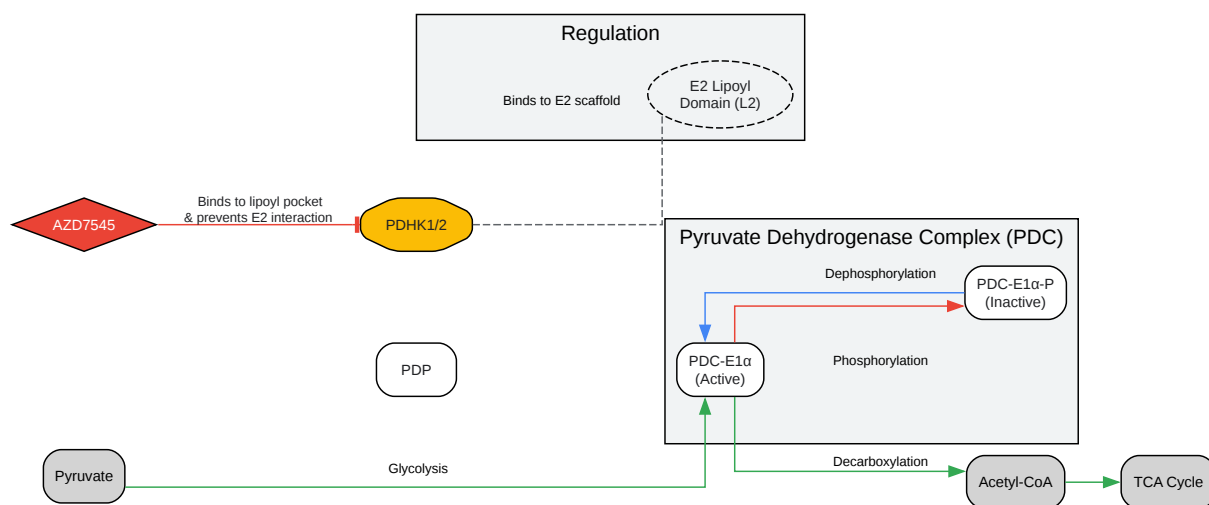 Regulation
E2 Lipoyl
Domain (L2)
Binds to E2 scaffold
Binds to lipoyl pocket
& prevents E2 interaction
AZD7545
PDHK1/2
Pyruvate Dehydrogenase Complex (PDC)
Dephosphorylation
PDC-E1α-P
(Inactive)
PDP
PDC-E1α
(Active)
Phosphorylation
Pyruvate
Glycolysis
Decarboxylation
Acetyl-CoA
TCA Cycle